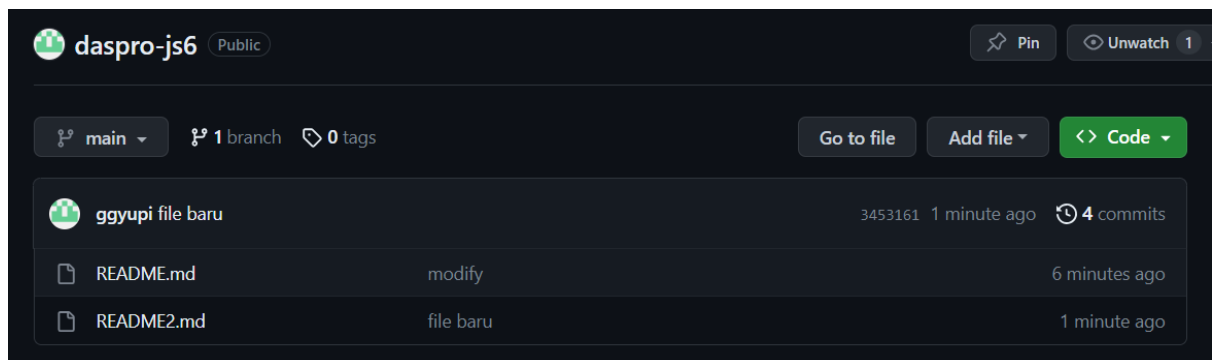 daspro-js6 Public Pin Unwatch 1
main 1 branch 0 tags Go to file Add file Code
ggyupi file baru 3453161 1 minute ago 4 commits
README.md modify 6 minutes ago
README2.md file baru 1 minute ago